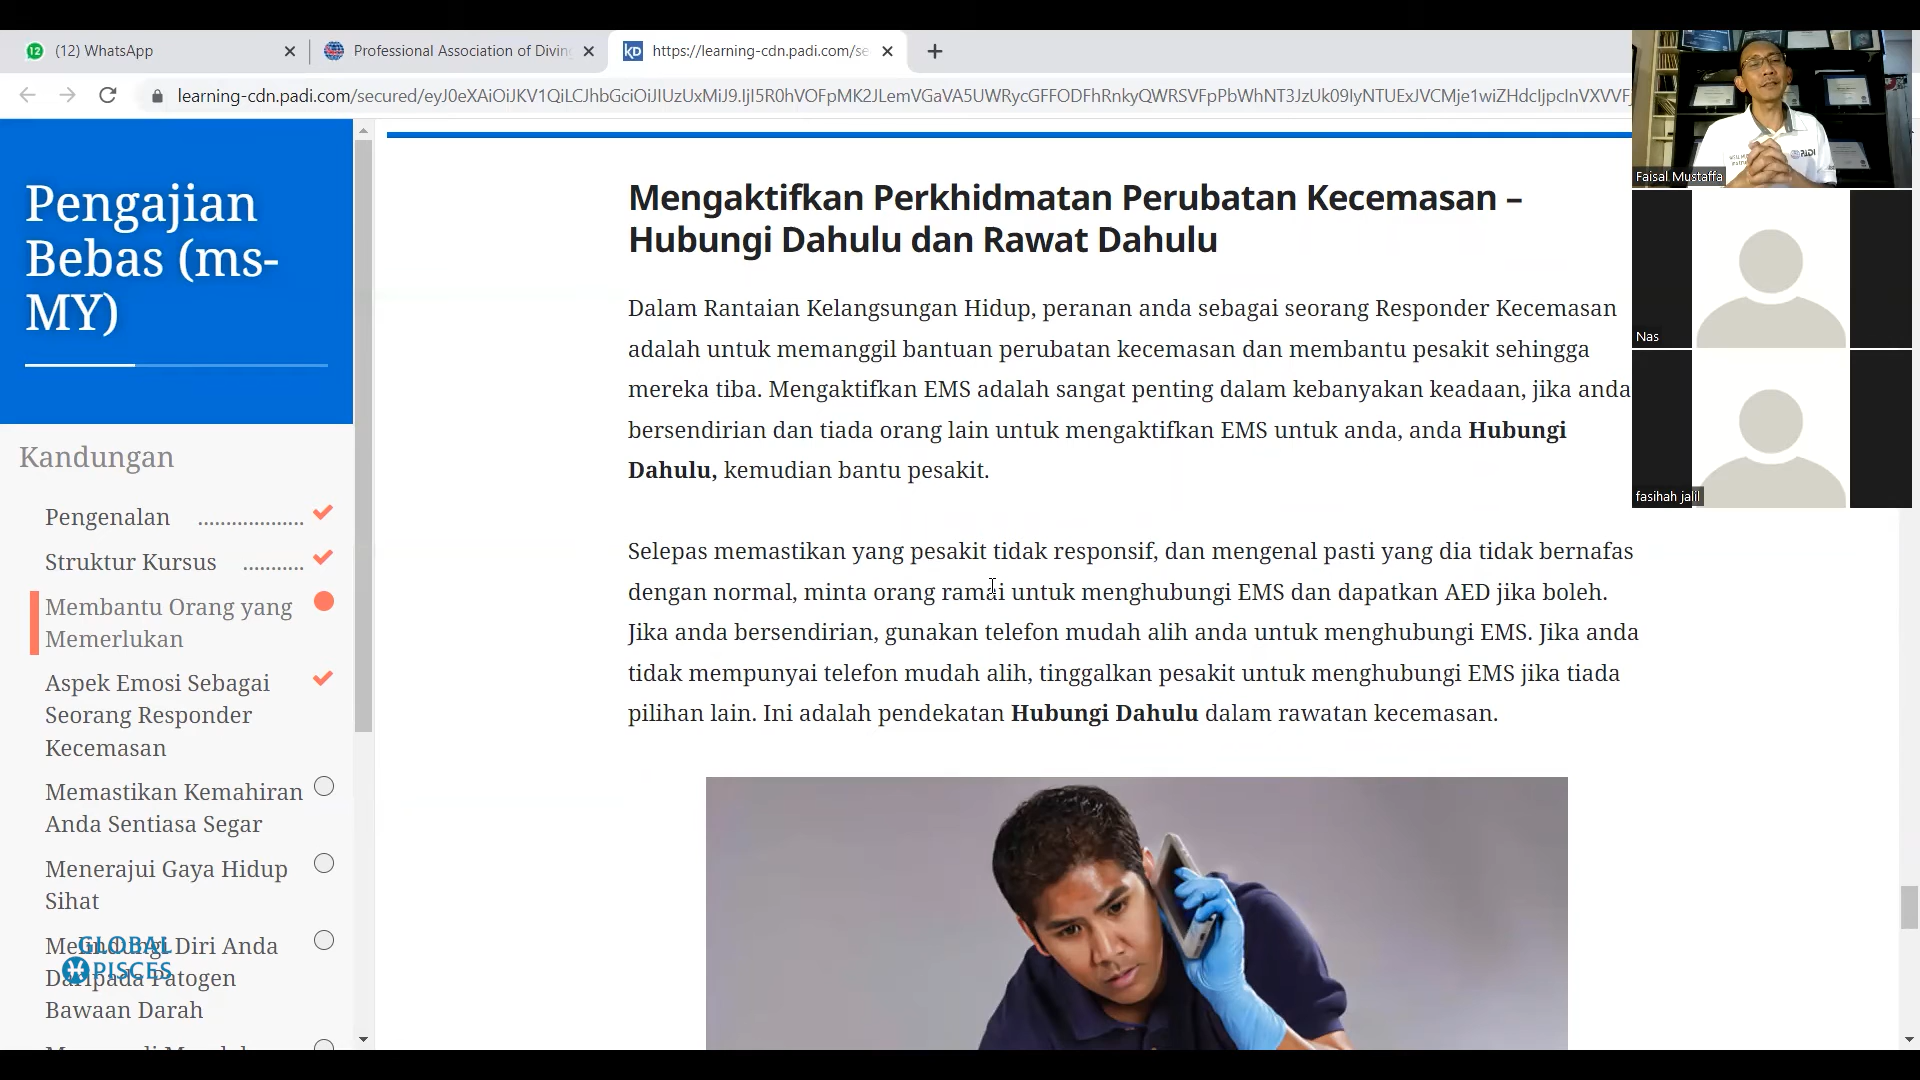 (12) WhatsApp
Professional Association of Divin
https://learning-cdn.padi.com/se
Pengajian
Bebas (ms-
MY)
Kandungan
Pengenalan
Struktur Kursus
Membantu Orang yang
Memerlukan
Aspek Emosi Sebagai
Seorang Responder
Kecemasan
Memastikan Kemahiran
Anda Sentiasa Segar
Menerajui Gaya Hidup
Sihat
Melindungi Diri Anda
Daripada Patogen
Bawaan Darah
GLOBAL
PISCES
Mengaktifkan Perkhidmatan Perubatan Kecemasan –
Hubungi Dahulu dan Rawat Dahulu
Dalam Rantaian Kelangsungan Hidup, peranan anda sebagai seorang Responder Kecemasan
adalah untuk memanggil bantuan perubatan kecemasan dan membantu pesakit sehingga
mereka tiba. Mengaktifkan EMS adalah sangat penting dalam kebanyakan keadaan, jika anda
bersendirian dan tiada orang lain untuk mengaktifkan EMS untuk anda, anda Hubungi
Dahulu, kemudian bantu pesakit.
Selepas memastikan yang pesakit tidak responsif, dan mengenal pasti yang dia tidak bernafas
dengan normal, minta orang ramai untuk menghubungi EMS dan dapatkan AED jika boleh.
Jika anda bersendirian, gunakan telefon mudah alih anda untuk menghubungi EMS. Jika anda
tidak mempunyai telefon mudah alih, tinggalkan pesakit untuk menghubungi EMS jika tiada
pilihan lain. Ini adalah pendekatan Hubungi Dahulu dalam rawatan kecemasan.
PADI
Faisal Mustaffa
Nas
fasihah jalil